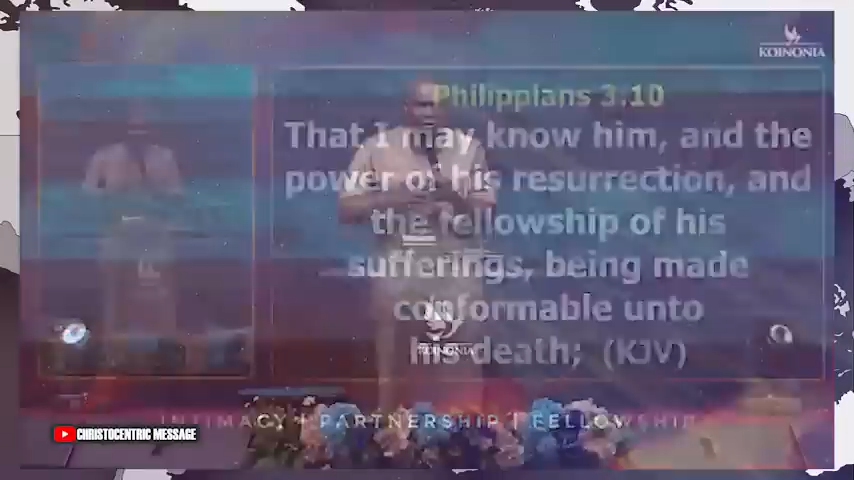 KOINONIA
Philippians 3:10
That I may know him, and the
power of his resurrection, and
the fellowship of his
sufferings, being made
conformable unto
his death; (KJV)
KOINONIA
INTIMACY | PARTNERSHIP | FELLOWSHIP
CHRISTOCENTRIC MESSAGE